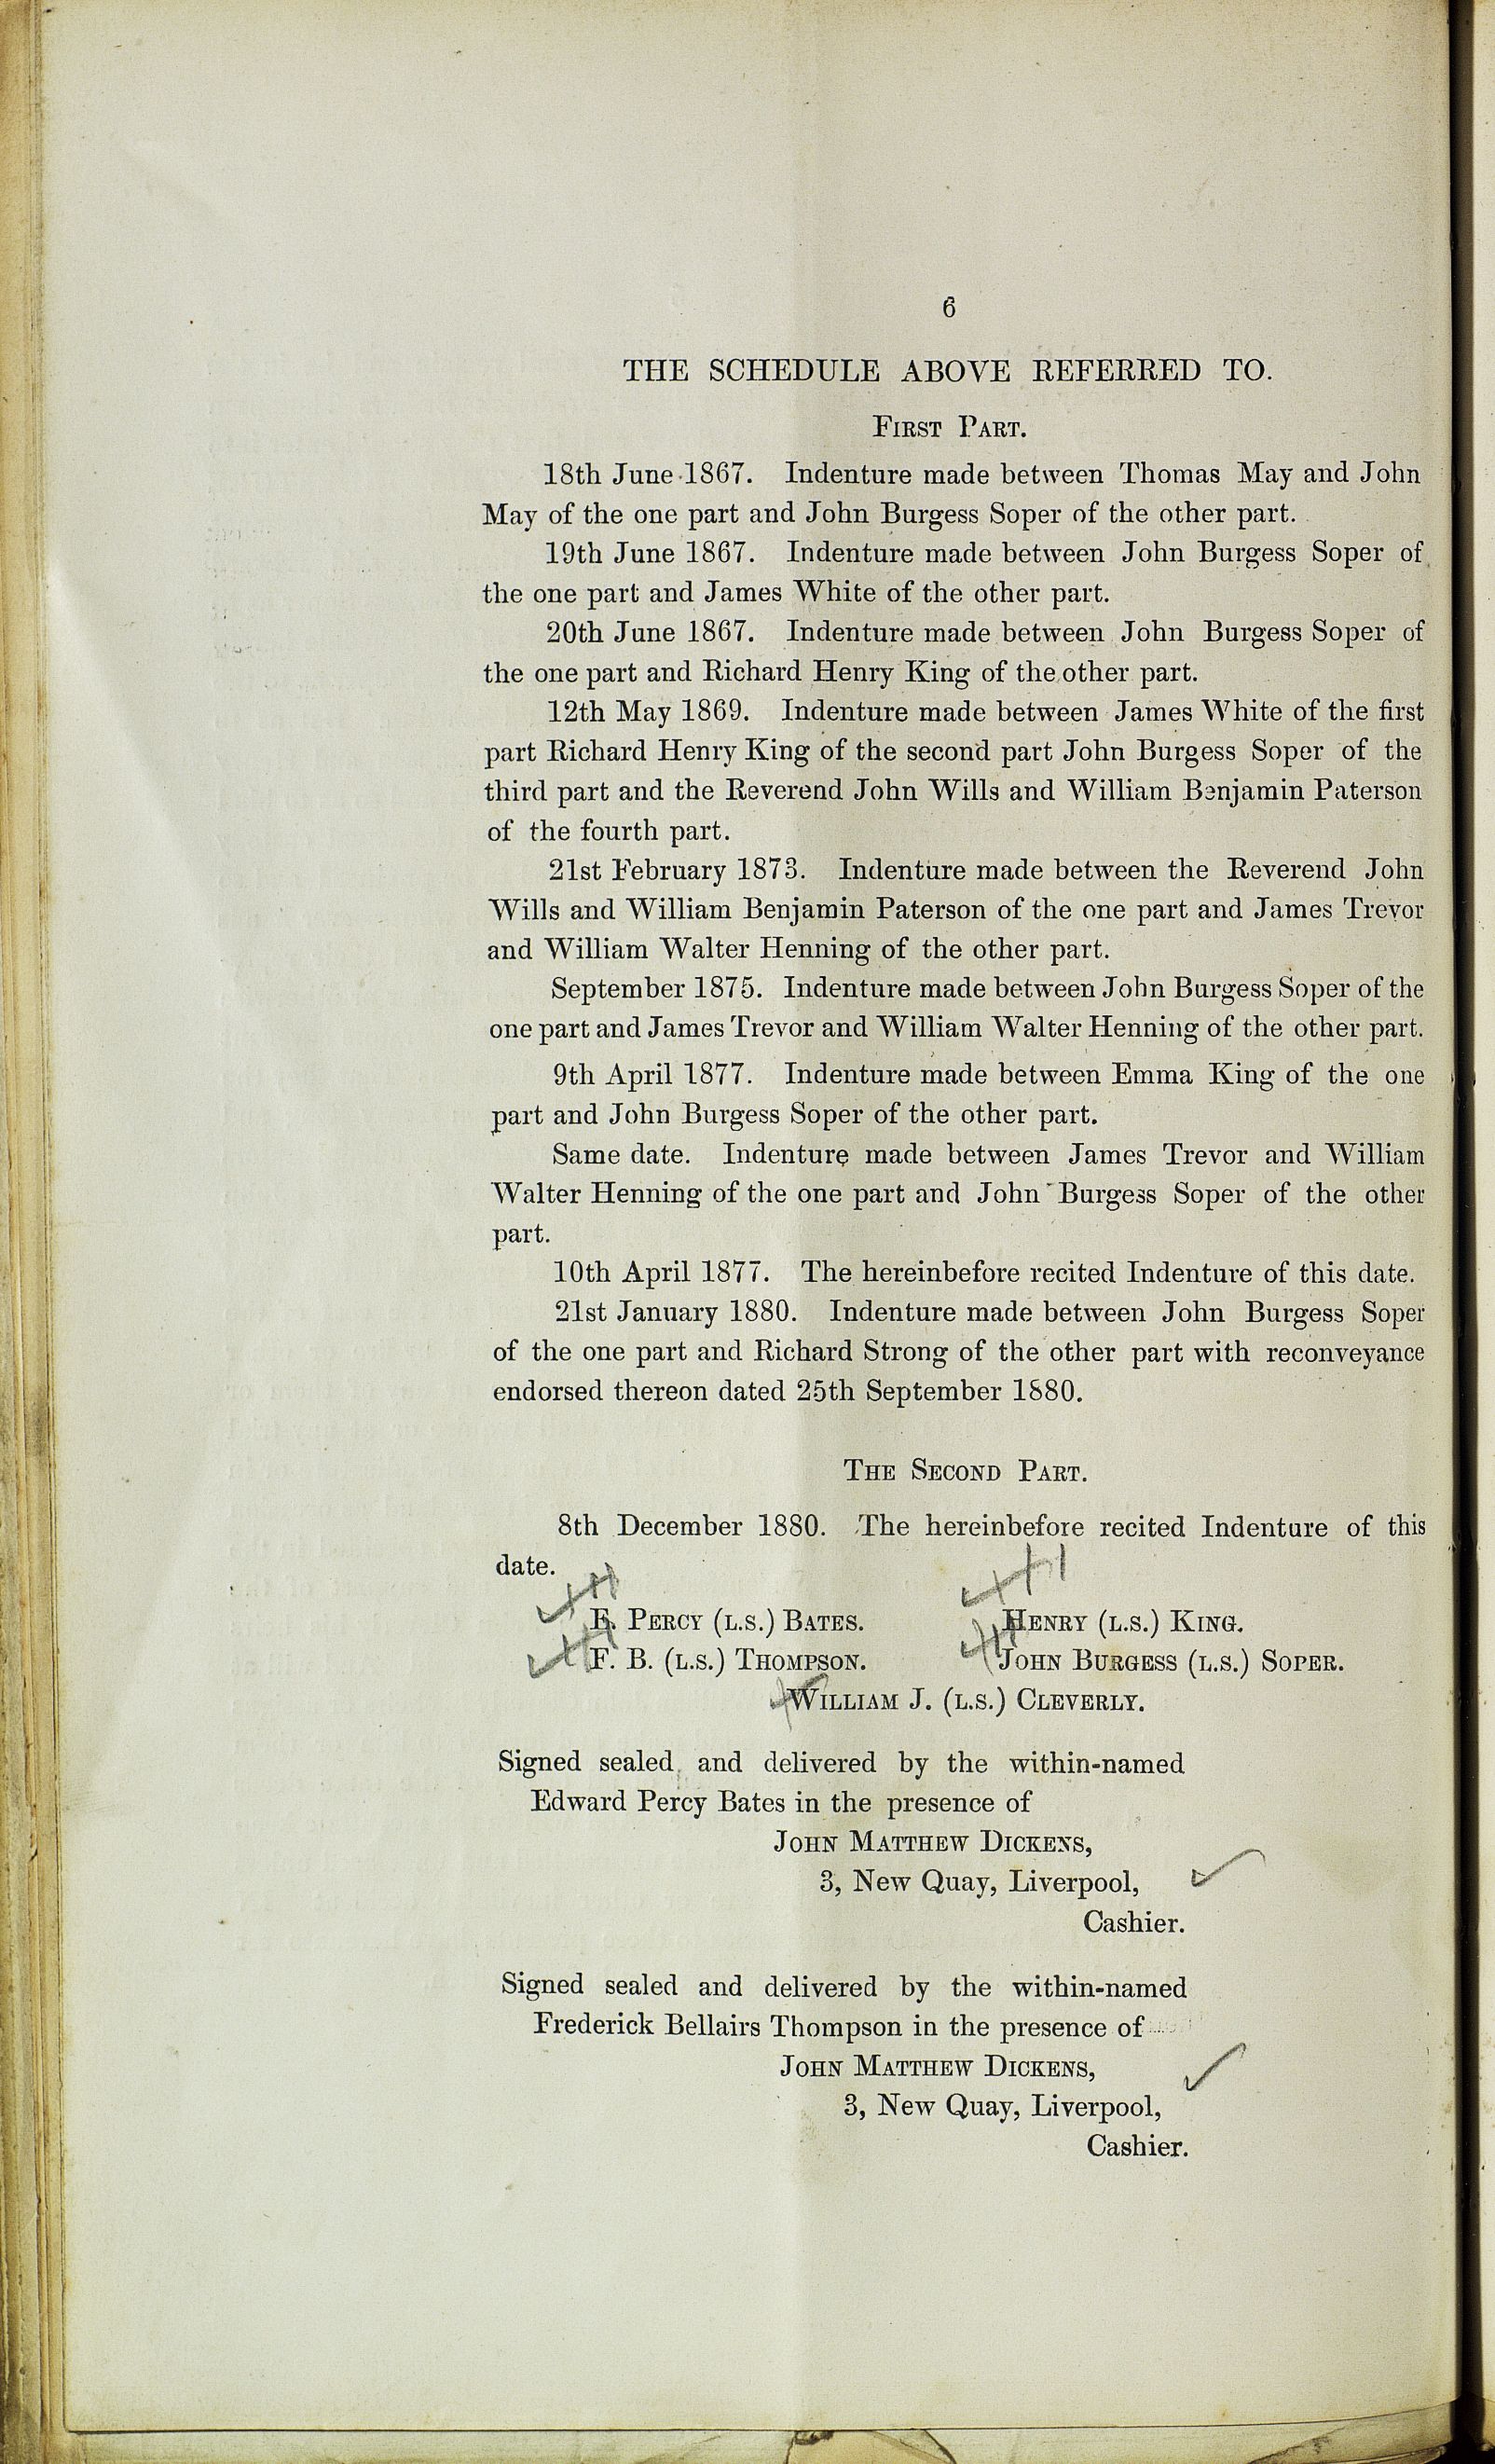 6
THE SCHEDULE ABOVE REFERRED TO.
FIRST PART.
18th June 1867. Indenture made between Thomas May and John
May of the one part and John Burgess Soper of the other part.
19th June 1867. Indenture made between John Burgess Soper of
the one part and James White of the other part.
20th June 1867. Indenture made between John Burgess Soper of
the one part and Richard Henry King of the other part.
12th May 1869. Indenture made between James White of the first
part Richard Henry King of the second part John Burgess Soper of the
third part and the Reverend John Wills and William Benjamin Paterson
of the fourth part.
21st February 1873. Indenture made between the Reverend John
Wills and William Benjamin Paterson of the one part and James Trevor
and William Walter Henning of the other part.
September 1875. Indenture made between John Burgess Soper of the
one part and James Trevor and William Walter Henning of the other part.
9th April 1877. Indenture made between Emma King of the one
part and John Burgess Soper of the other part.
Same date. Indenture made between James Trevor and William
Walter Henning of the one part and John Burgess Soper of the other
part.
10th April 1877. The hereinbefore recited Indenture of this date.
21st January 1880. Indenture made between John Burgess Soper
of the one part and Richard Strong of the other part with reconveyance
endorsed thereon dated 25th September 1880.
THE SECOND PART.
8th December 1880. The hereinbefore recited Indenture of this
date.
E. PERCY (L.S.) BATES. HENRY (L.S.) KING.
F. B. (L.S.) THOMPSON. JOHN BURGESS (L.S.) SOPER.
WILLIAM J. (L.S.) CLEVERLY.
Signed sealed and delivered by the within-named
Edward Percy Bates in the presence of
JOHN MATTHEW DICKENS,
3, New Quay, Liverpool,
Cashier.
Signed sealed and delivered by the within-named
Frederick Bellairs Thompson in the presence of
JOHN MATTHEW DICKENS,
3, New Quay, Liverpool,
Cashier.